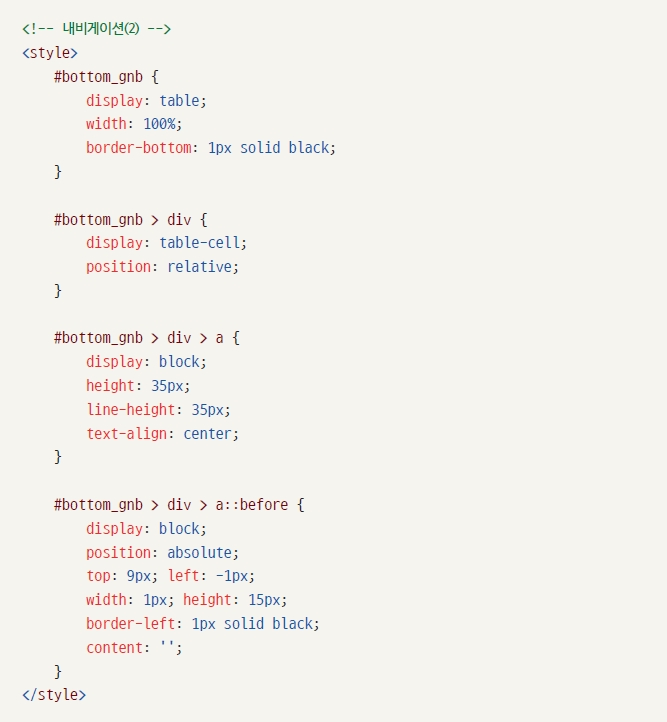 <!-- 내비게이션(2) -->
<style>
    #bottom_gnb {
        display: table;
        width: 100%;
        border-bottom: 1px solid black;
    }

    #bottom_gnb > div {
        display: table-cell;
        position: relative;
    }

    #bottom_gnb > div > a {
        display: block;
        height: 35px;
        line-height: 35px;
        text-align: center;
    }

    #bottom_gnb > div > a::before {
        display: block;
        position: absolute;
        top: 9px; left: -1px;
        width: 1px; height: 15px;
        border-left: 1px solid black;
        content: '';
    }
</style>